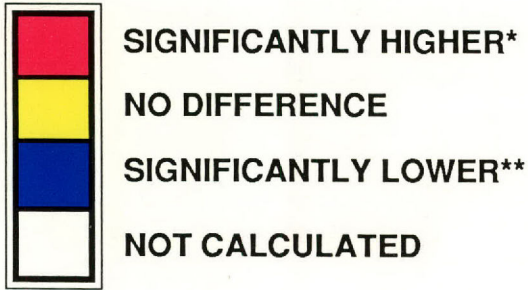 SIGNIFICANTLY HIGHER*
NO DIFFERENCE
SIGNIFICANTLY LOWER**
NOT CALCULATED